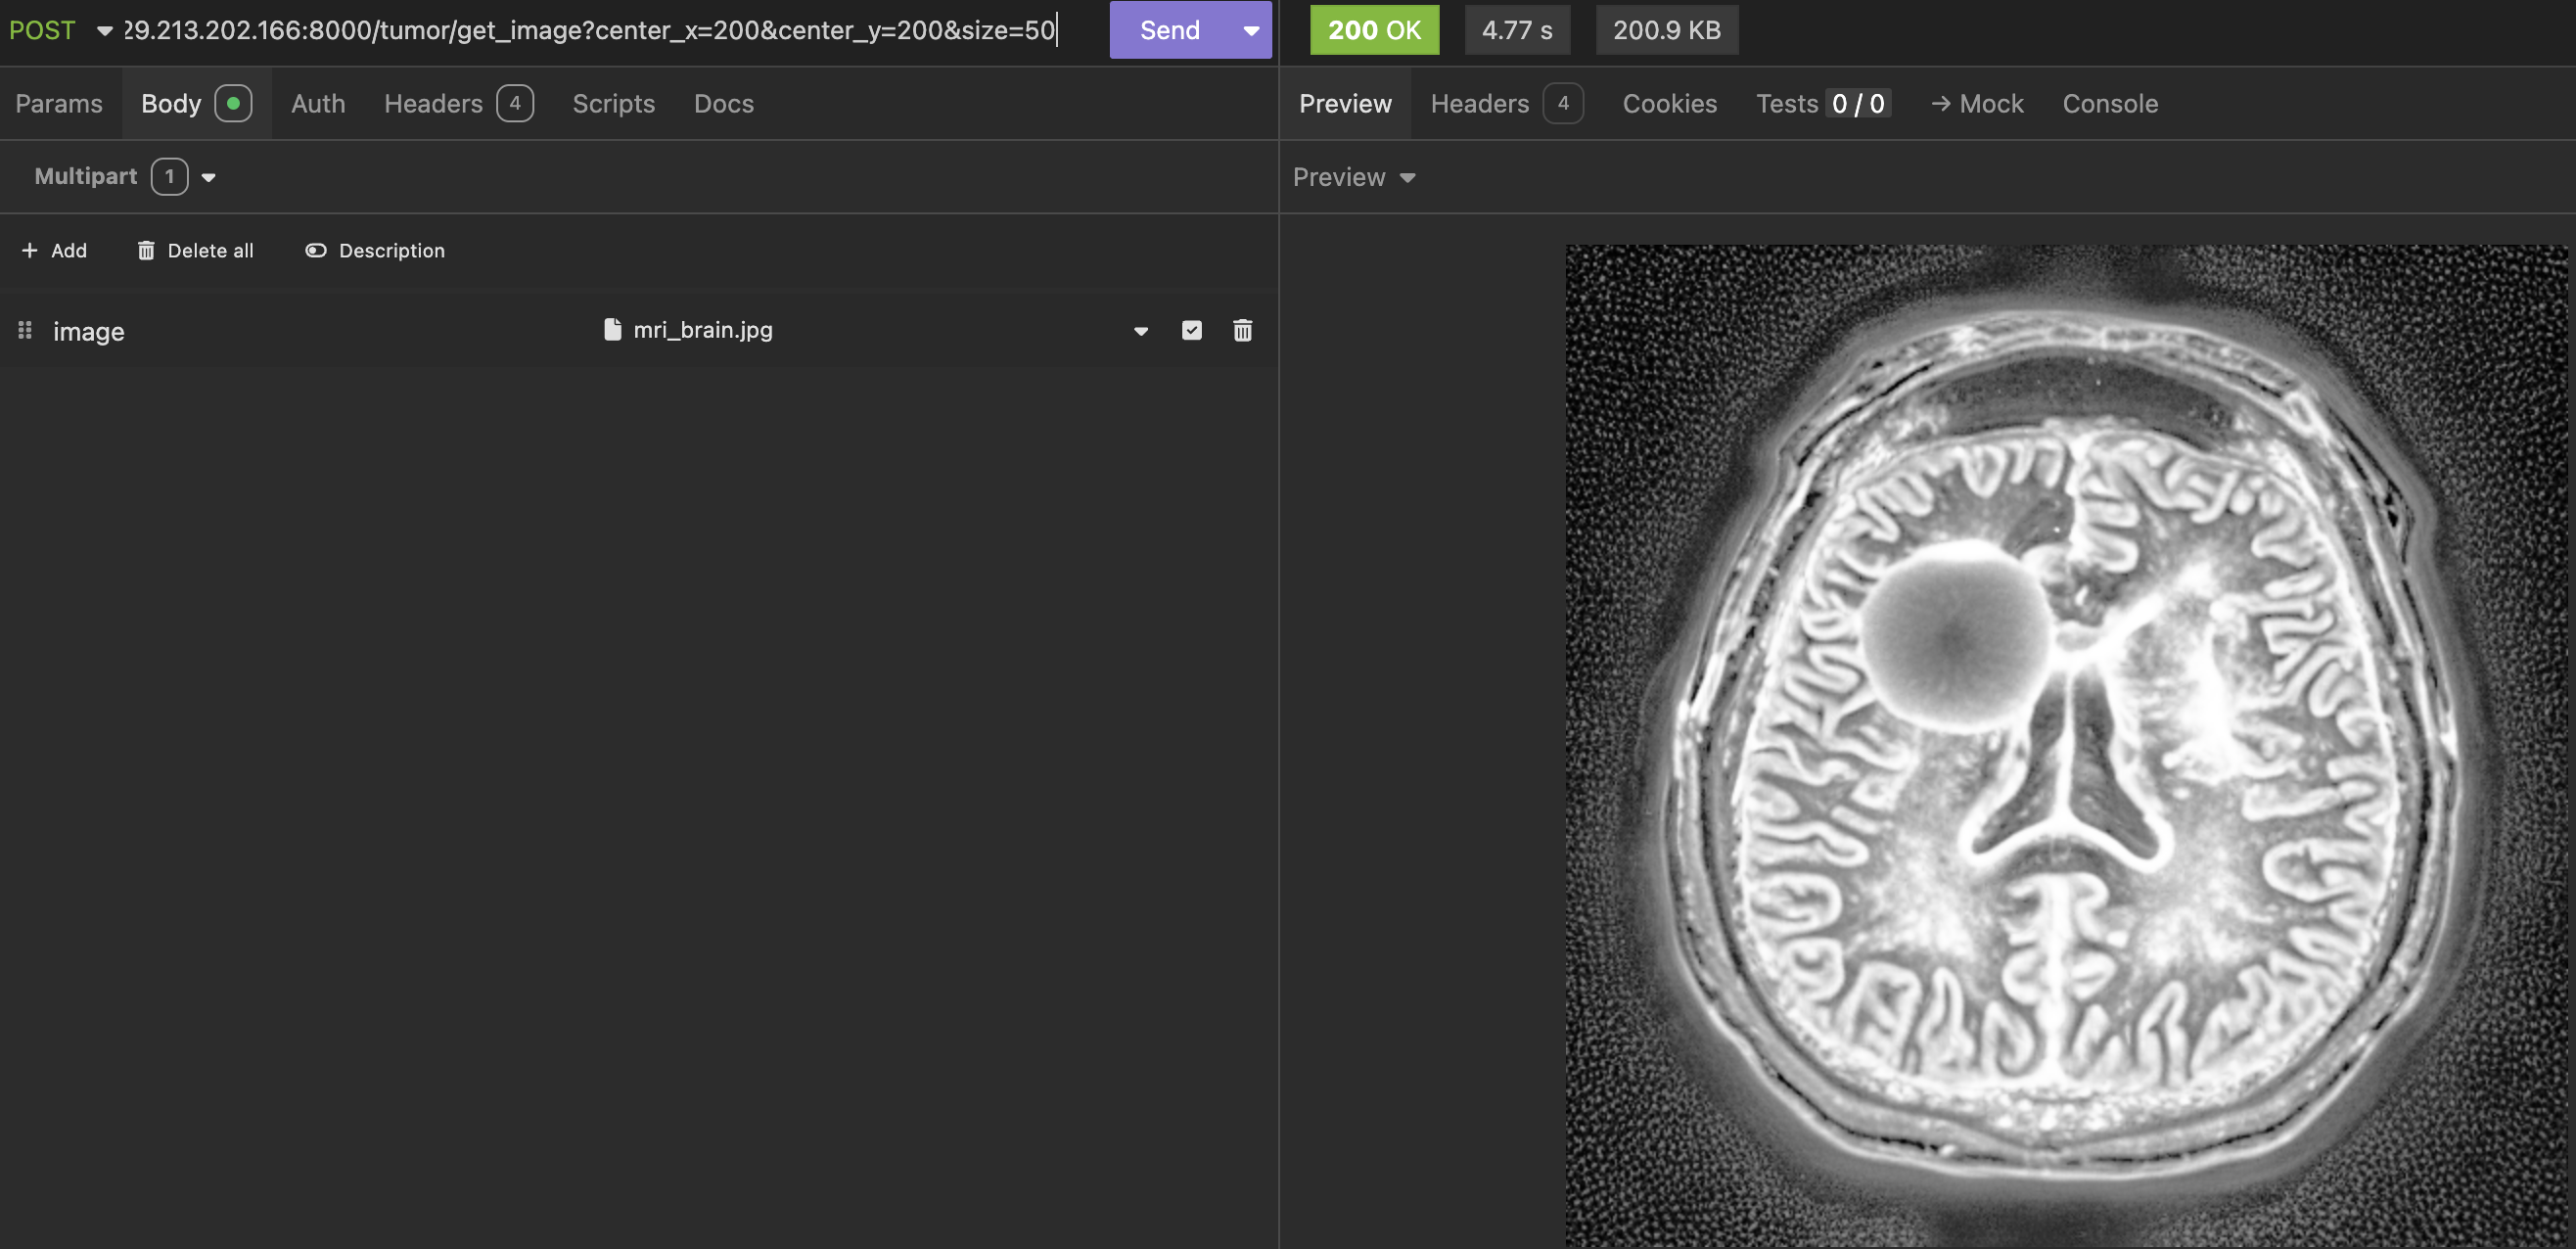 POST 29.213.202.166:8000/tumor/get_image?center_x=200&center_y=200&size=50 Send
200 OK 4.77 s 200.9 KB
Params Body Auth Headers 4 Scripts Docs
Preview Headers 4 Cookies Tests 0 / 0 → Mock Console
Multipart 1
Preview
+ Add Delete all Description
image mri_brain.jpg